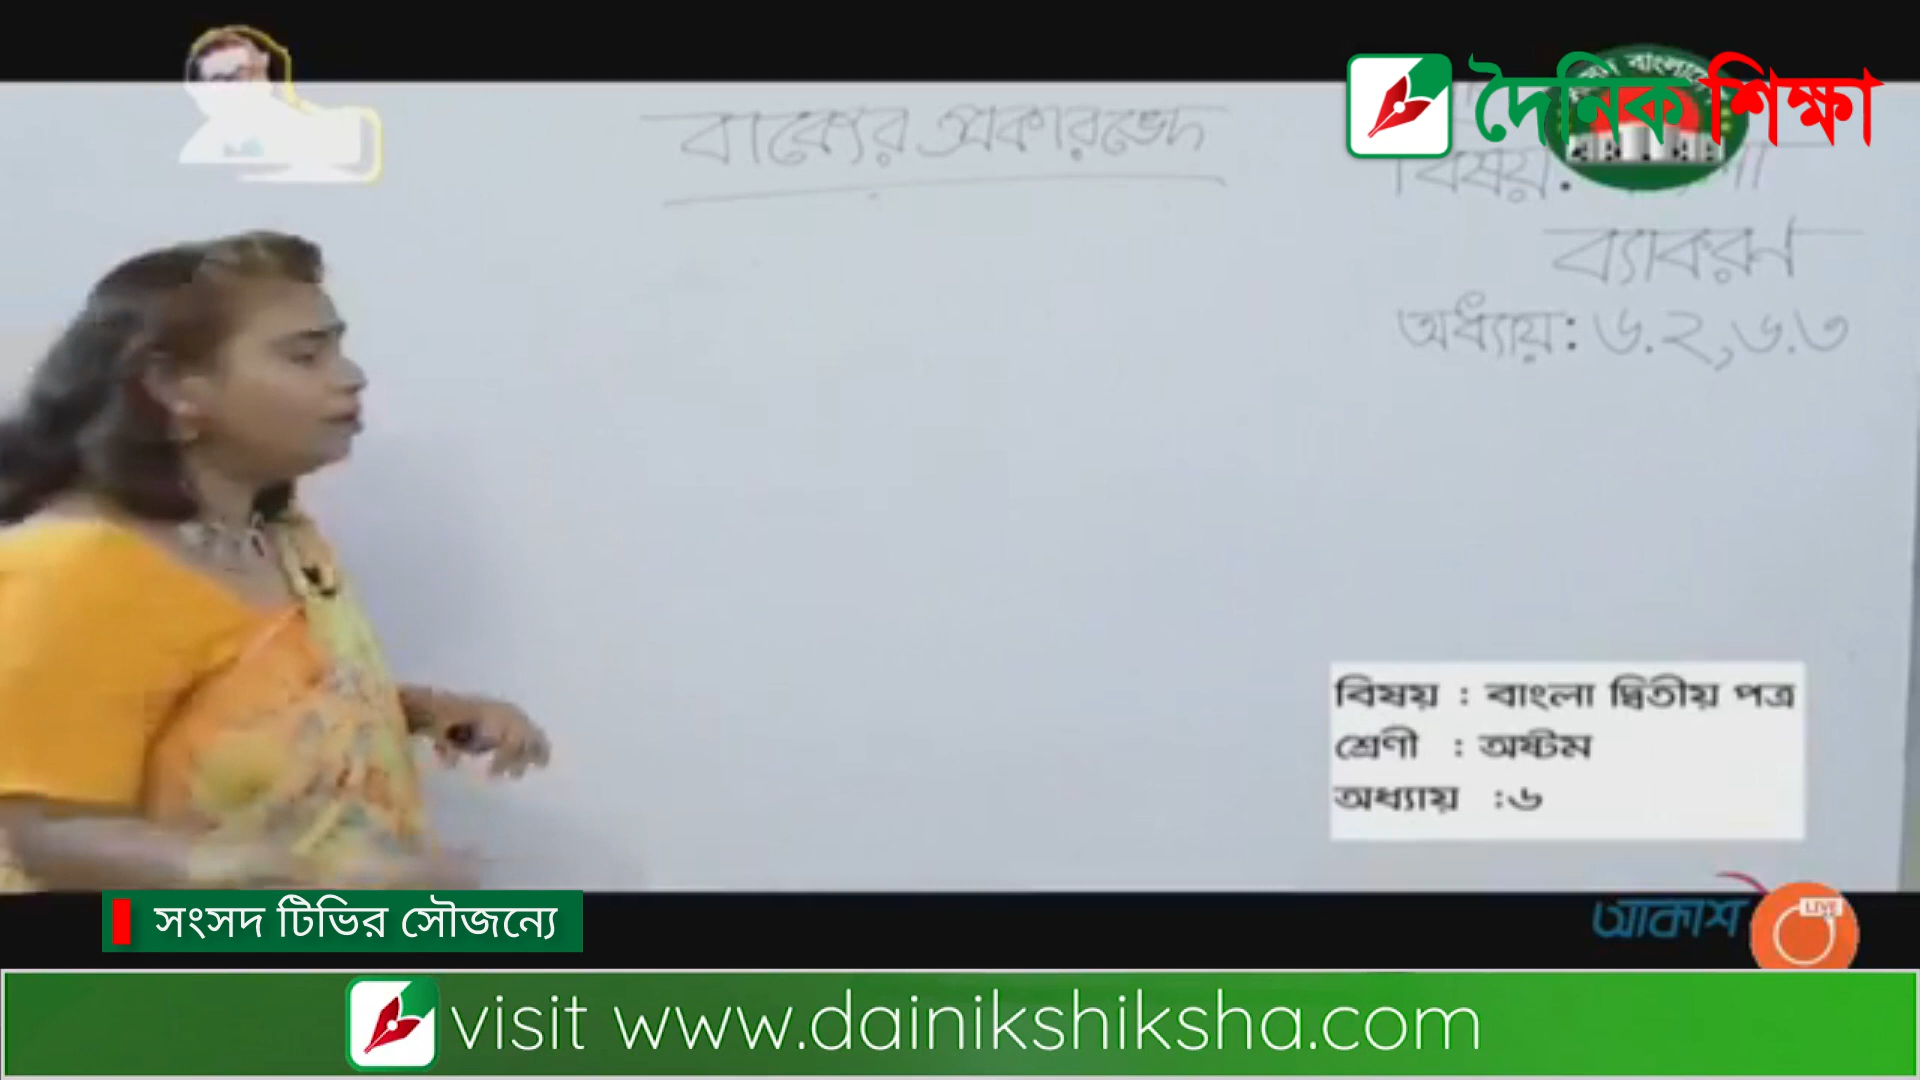 দৈনিক শিক্ষা
বাক্যের প্রকারভেদ
বিষয়:
ব্যাকরণ
অধ্যায়: ৬.২, ৬.৩
বিষয় : বাংলা দ্বিতীয় পত্র
শ্রেণী : অষ্টম
অধ্যায় :৬
সংসদ টিভির সৌজন্যে
আকাশ
LIVE
visit www.dainikshiksha.com